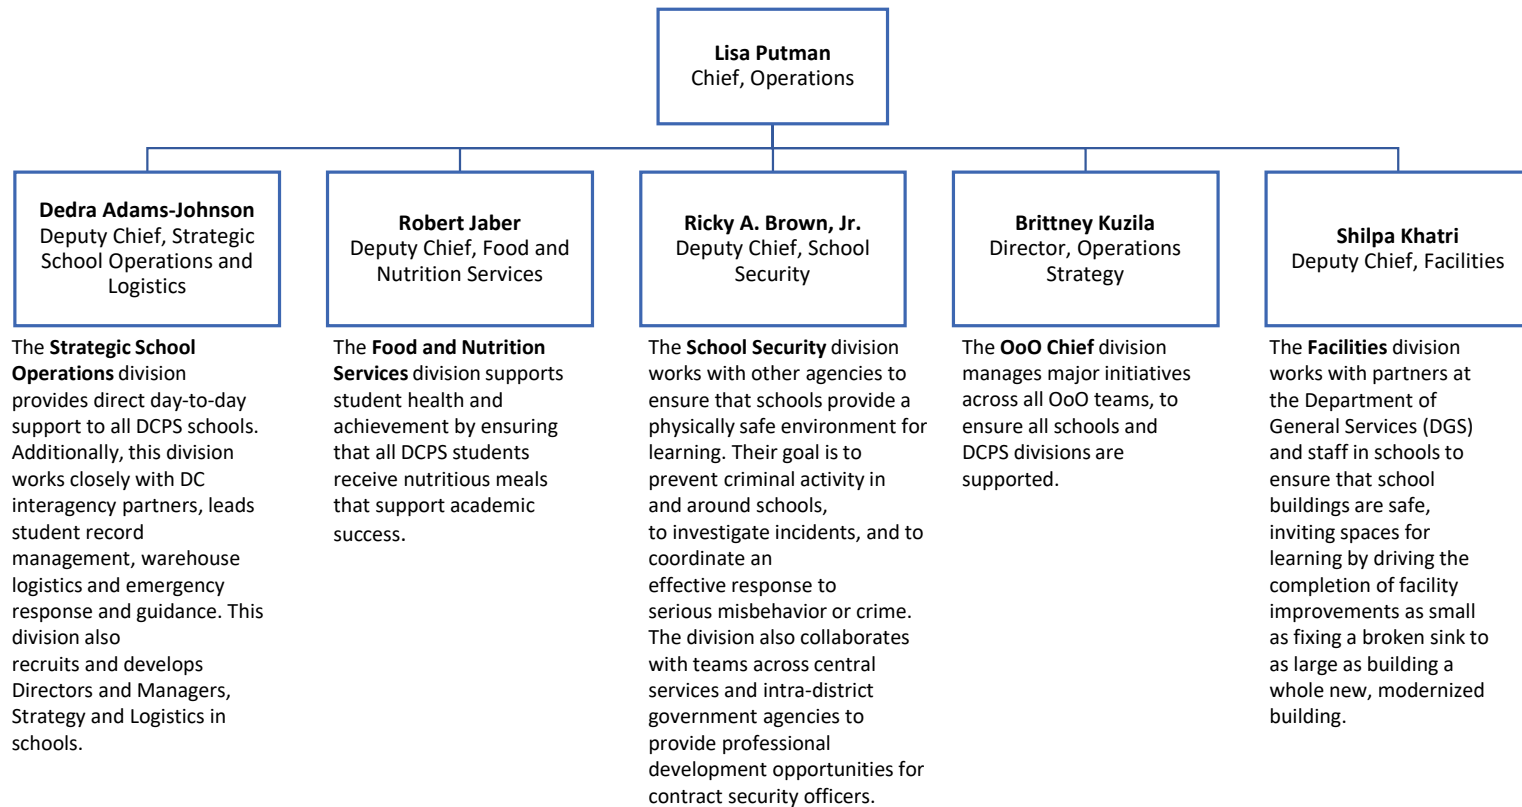 Lisa Putman
Chief, Operations
Dedra Adams-Johnson
Deputy Chief, Strategic
School Operations and
Logistics
Robert Jaber
Deputy Chief, Food and
Nutrition Services
Ricky A. Brown, Jr.
Deputy Chief, School
Security
Brittney Kuzila
Director, Operations
Strategy
Shilpa Khatri
Deputy Chief, Facilities
The Strategic School
Operations division
provides direct day-to-day
support to all DCPS schools.
Additionally, this division
works closely with DC
interagency partners, leads
student record
management, warehouse
logistics and emergency
response and guidance. This
division also
recruits and develops
Directors and Managers,
Strategy and Logistics in
schools.
The Food and Nutrition
Services division supports
student health and
achievement by ensuring
that all DCPS students
receive nutritious meals
that support academic
success.
The School Security division
works with other agencies to
ensure that schools provide a
physically safe environment for
learning. Their goal is to
prevent criminal activity in
and around schools,
to investigate incidents, and to
coordinate an
effective response to
serious misbehavior or crime.
The division also collaborates
with teams across central
services and intra-district
government agencies to
provide professional
development opportunities for
contract security officers.
The OoO Chief division
manages major initiatives
across all OoO teams, to
ensure all schools and
DCPS divisions are
supported.
The Facilities division
works with partners at
the Department of
General Services (DGS)
and staff in schools to
ensure that school
buildings are safe,
inviting spaces for
learning by driving the
completion of facility
improvements as small
as fixing a broken sink to
as large as building a
whole new, modernized
building.